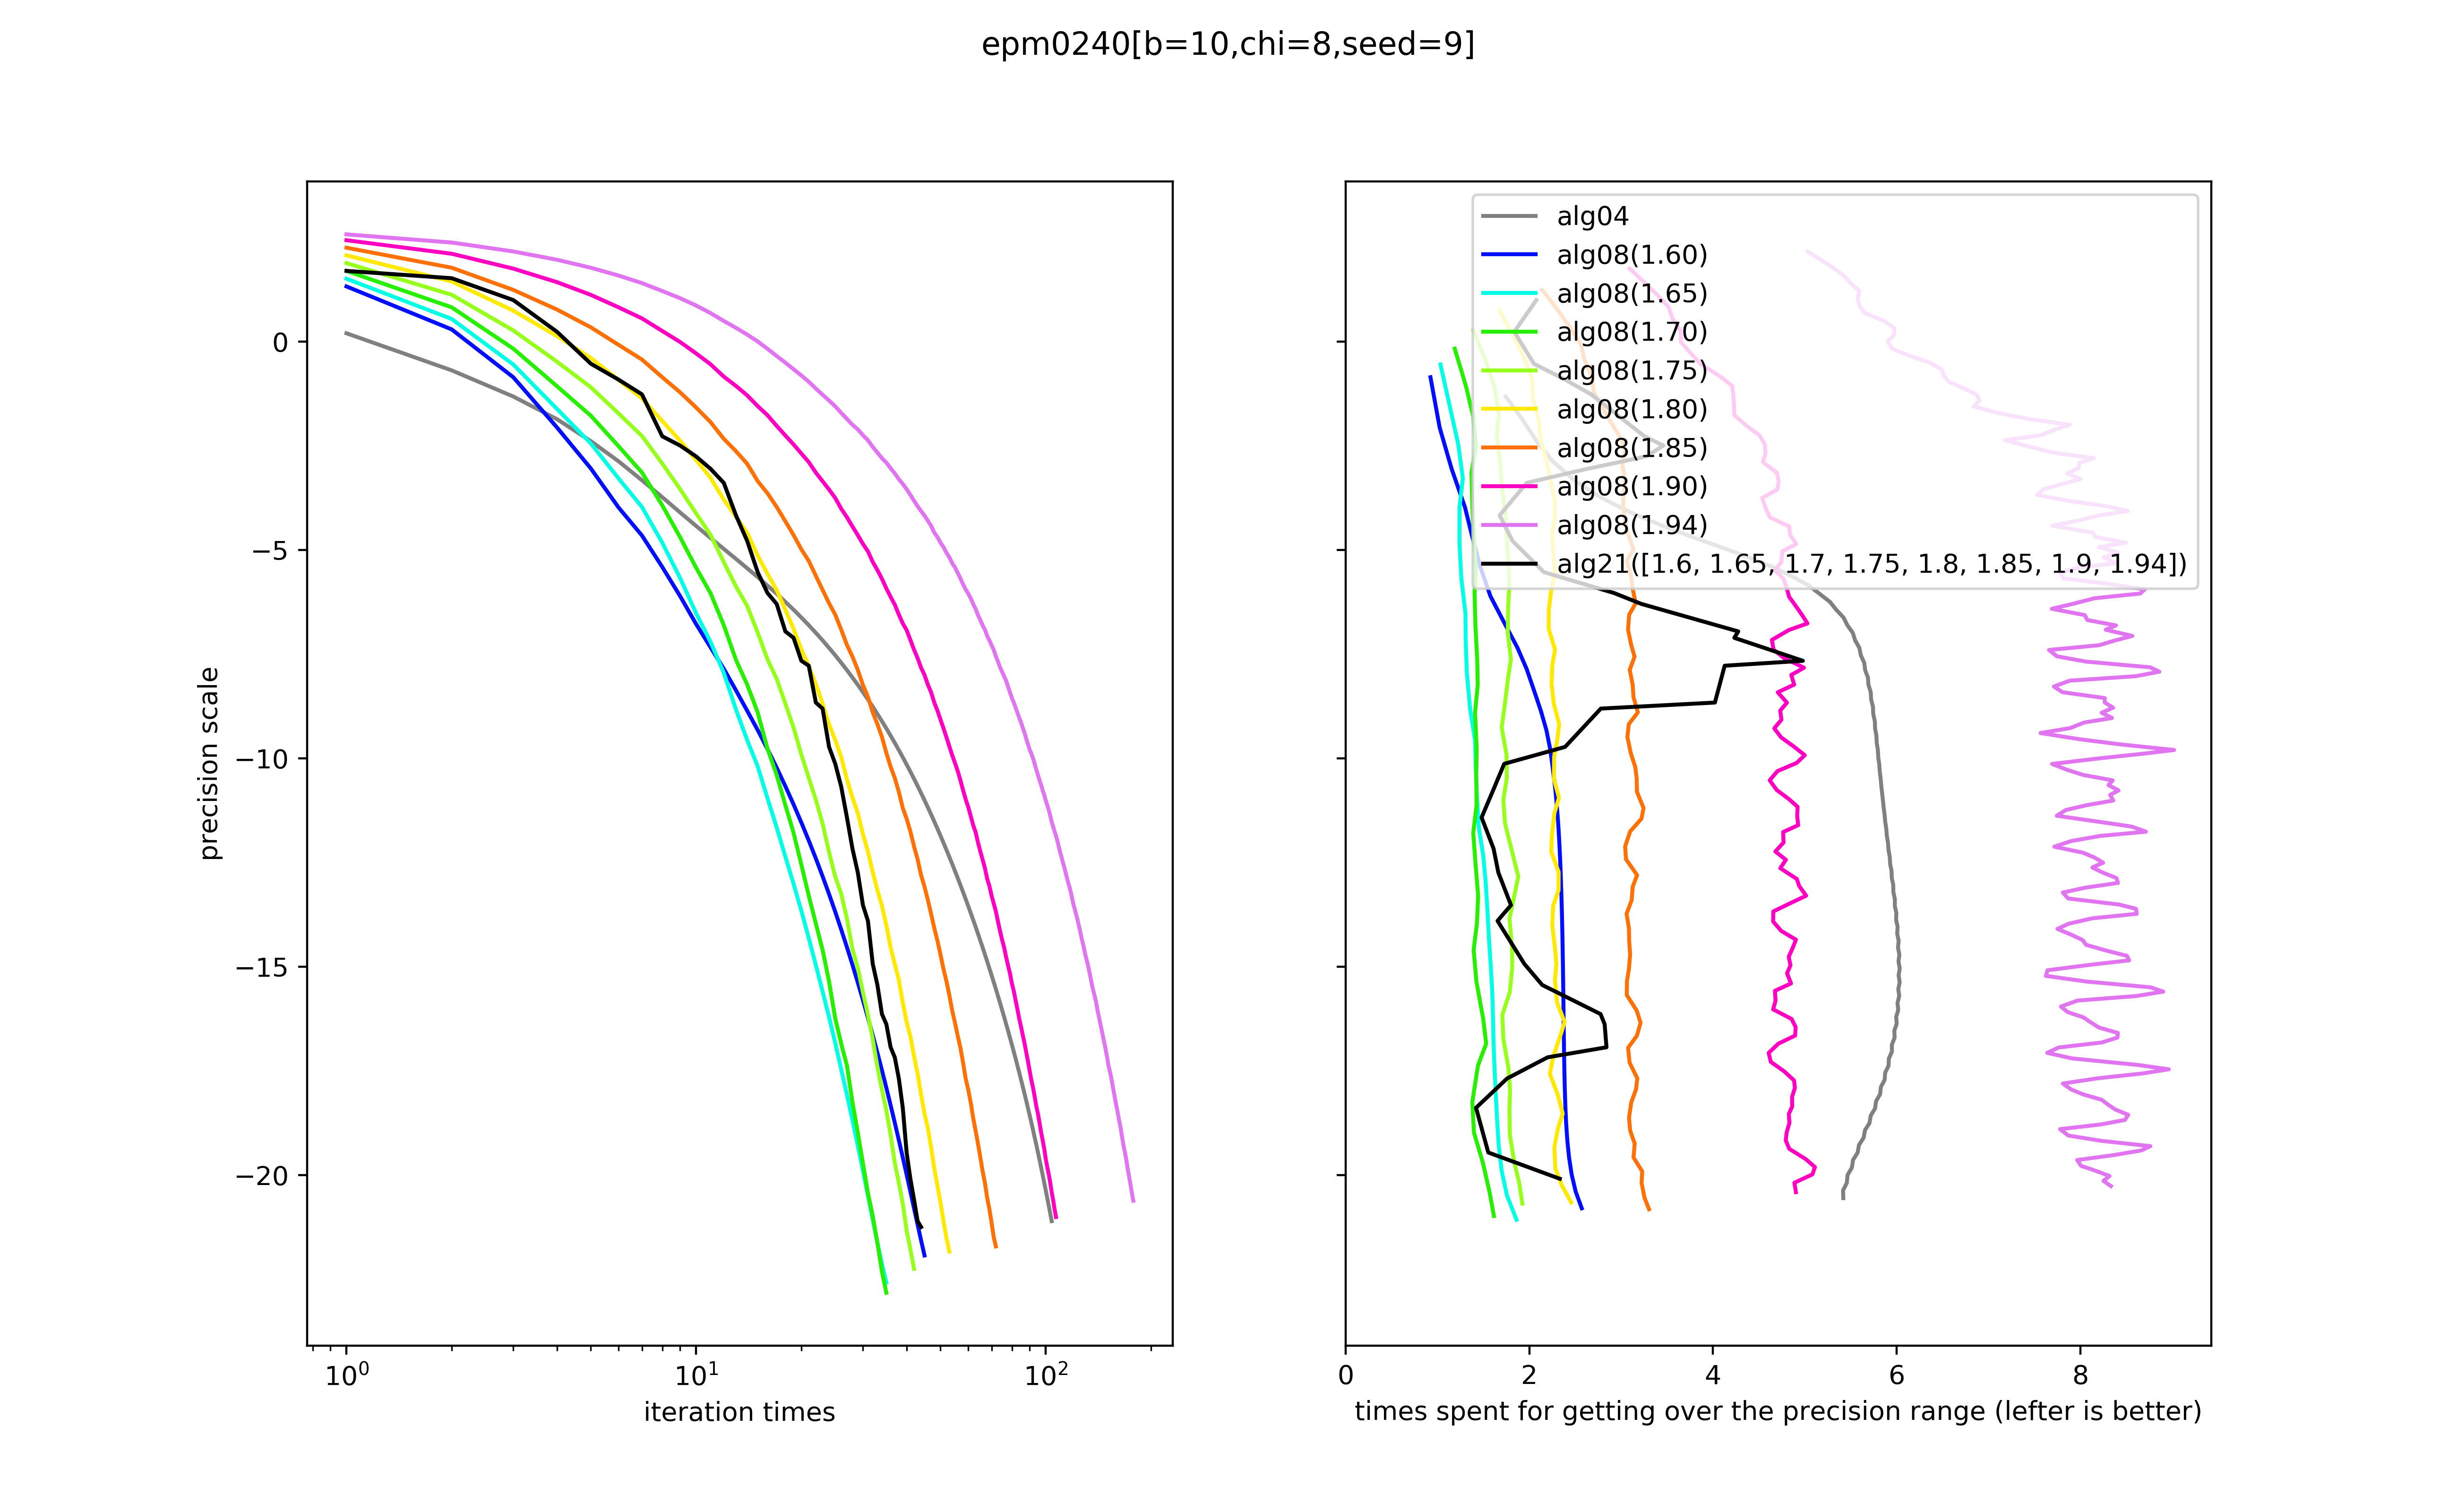 epm0240[b=10,chi=8,seed=9]
precision scale
0
−5
−10
−15
−20
10⁰ 10¹ 10²
iteration times
alg04
alg08(1.60)
alg08(1.65)
alg08(1.70)
alg08(1.75)
alg08(1.80)
alg08(1.85)
alg08(1.90)
alg08(1.94)
alg21([1.6, 1.65, 1.7, 1.75, 1.8, 1.85, 1.9, 1.94])
0 2 4 6 8
times spent for getting over the precision range (lefter is better)